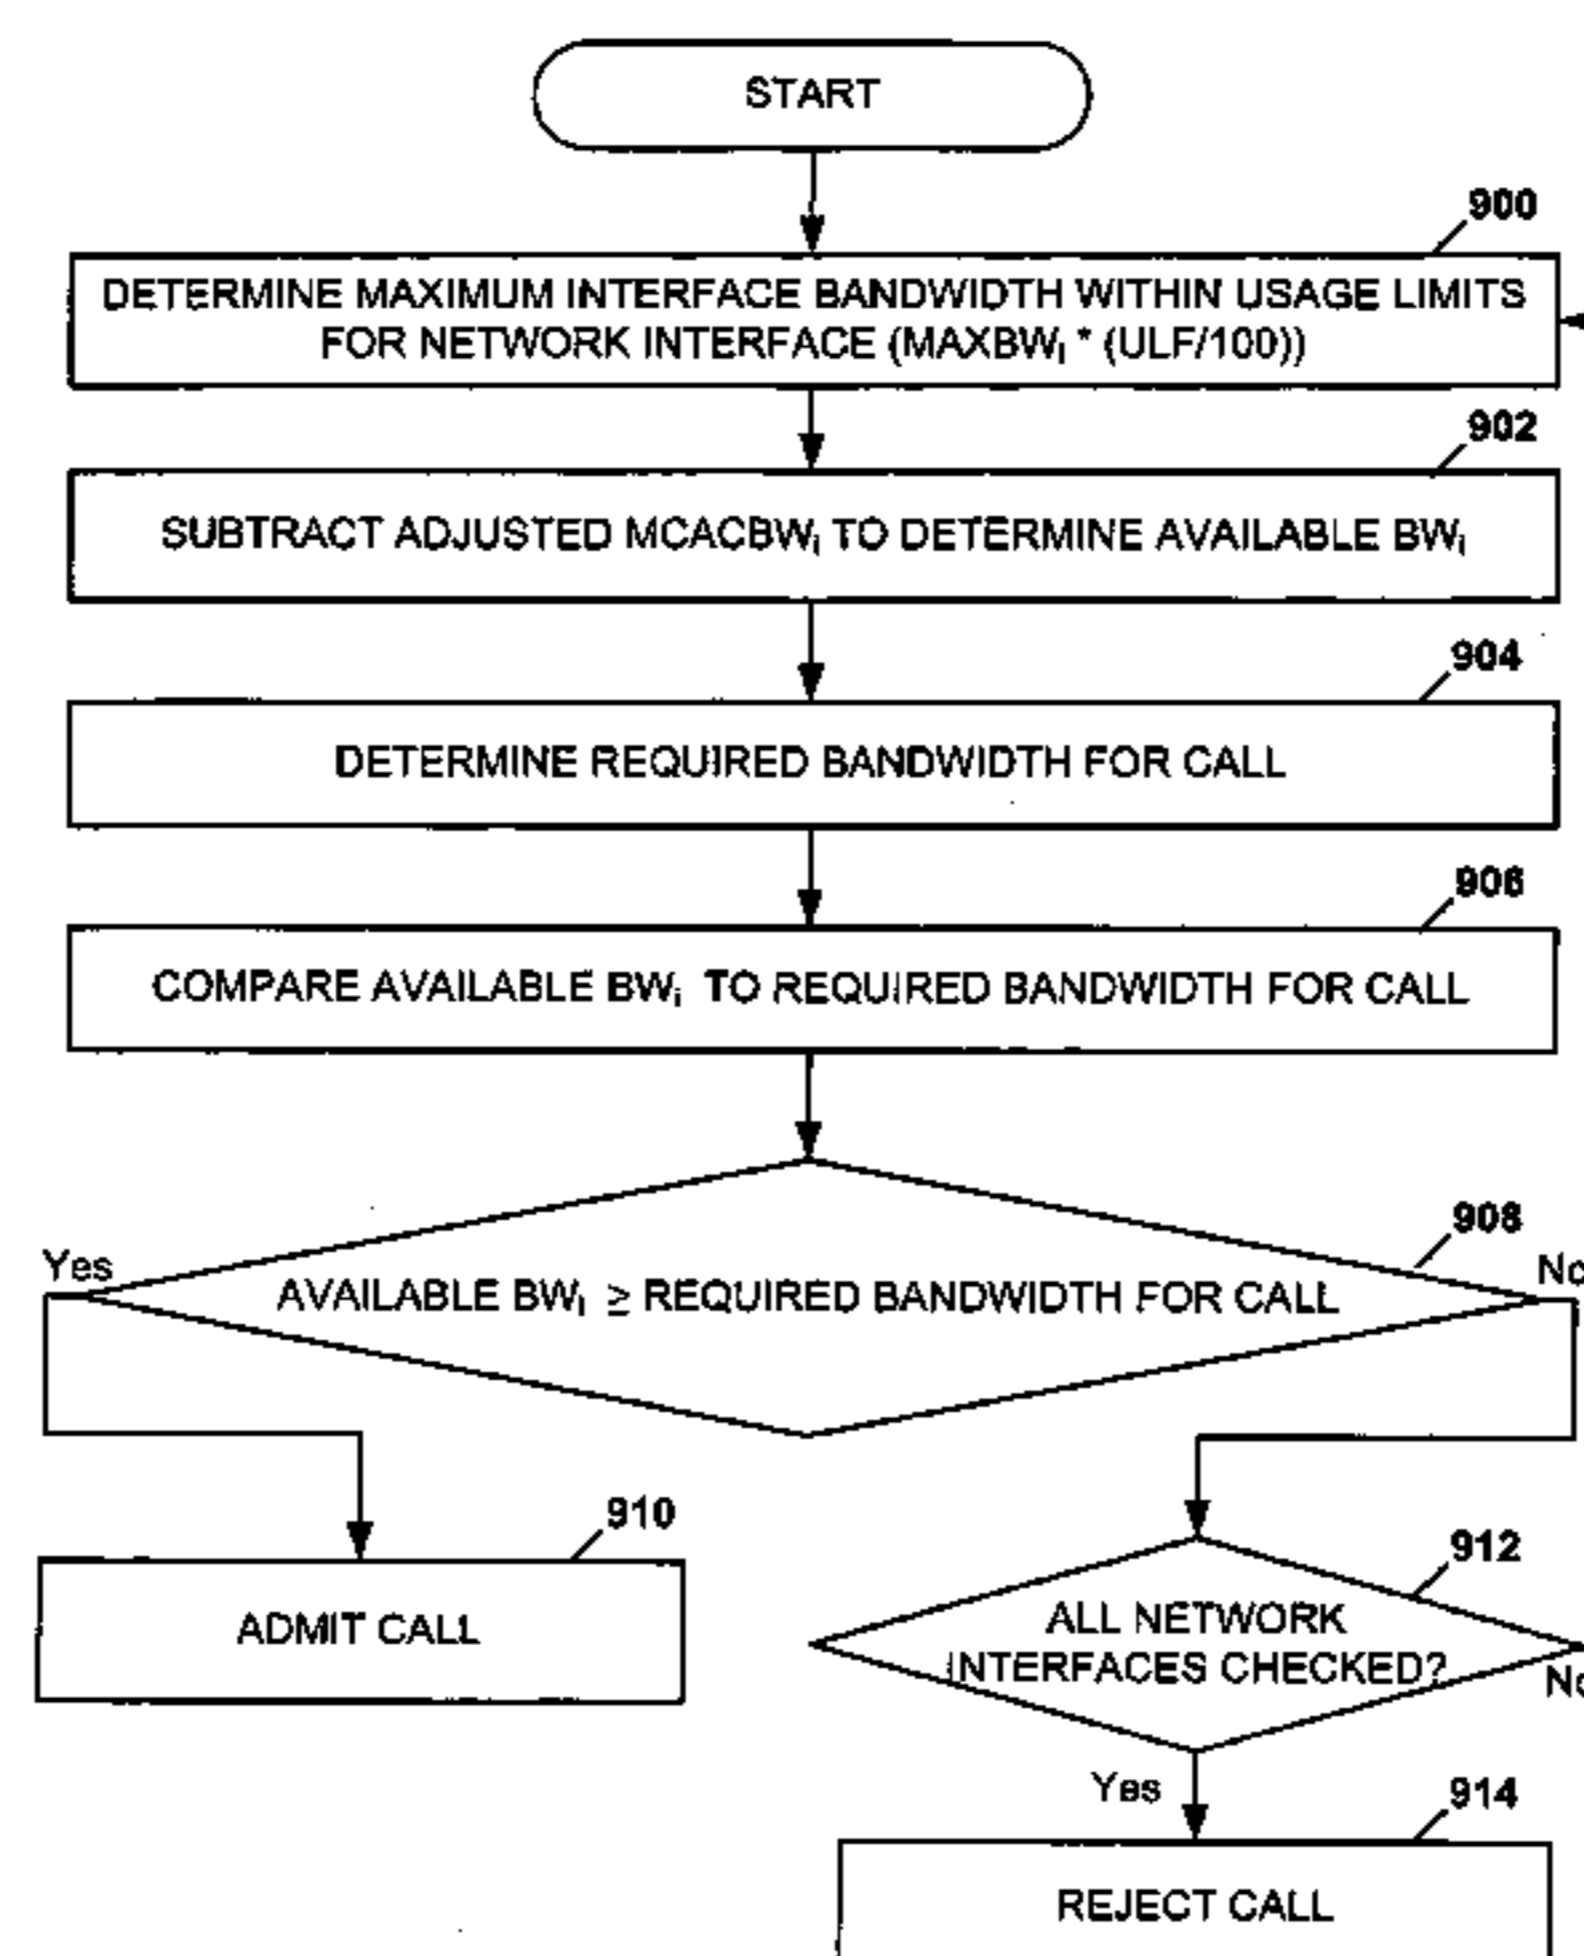 START
900
DETERMINE MAXIMUM INTERFACE BANDWIDTH WITHIN USAGE LIMITS
FOR NETWORK INTERFACE (MAXBWi * (ULF/100))
902
SUBTRACT ADJUSTED MCACBWi TO DETERMINE AVAILABLE BWi
904
DETERMINE REQUIRED BANDWIDTH FOR CALL
906
COMPARE AVAILABLE BWi TO REQUIRED BANDWIDTH FOR CALL
908
Yes
No
AVAILABLE BWi ≥ REQUIRED BANDWIDTH FOR CALL
910
ADMIT CALL
912
ALL NETWORK
INTERFACES CHECKED?
No
Yes
914
REJECT CALL